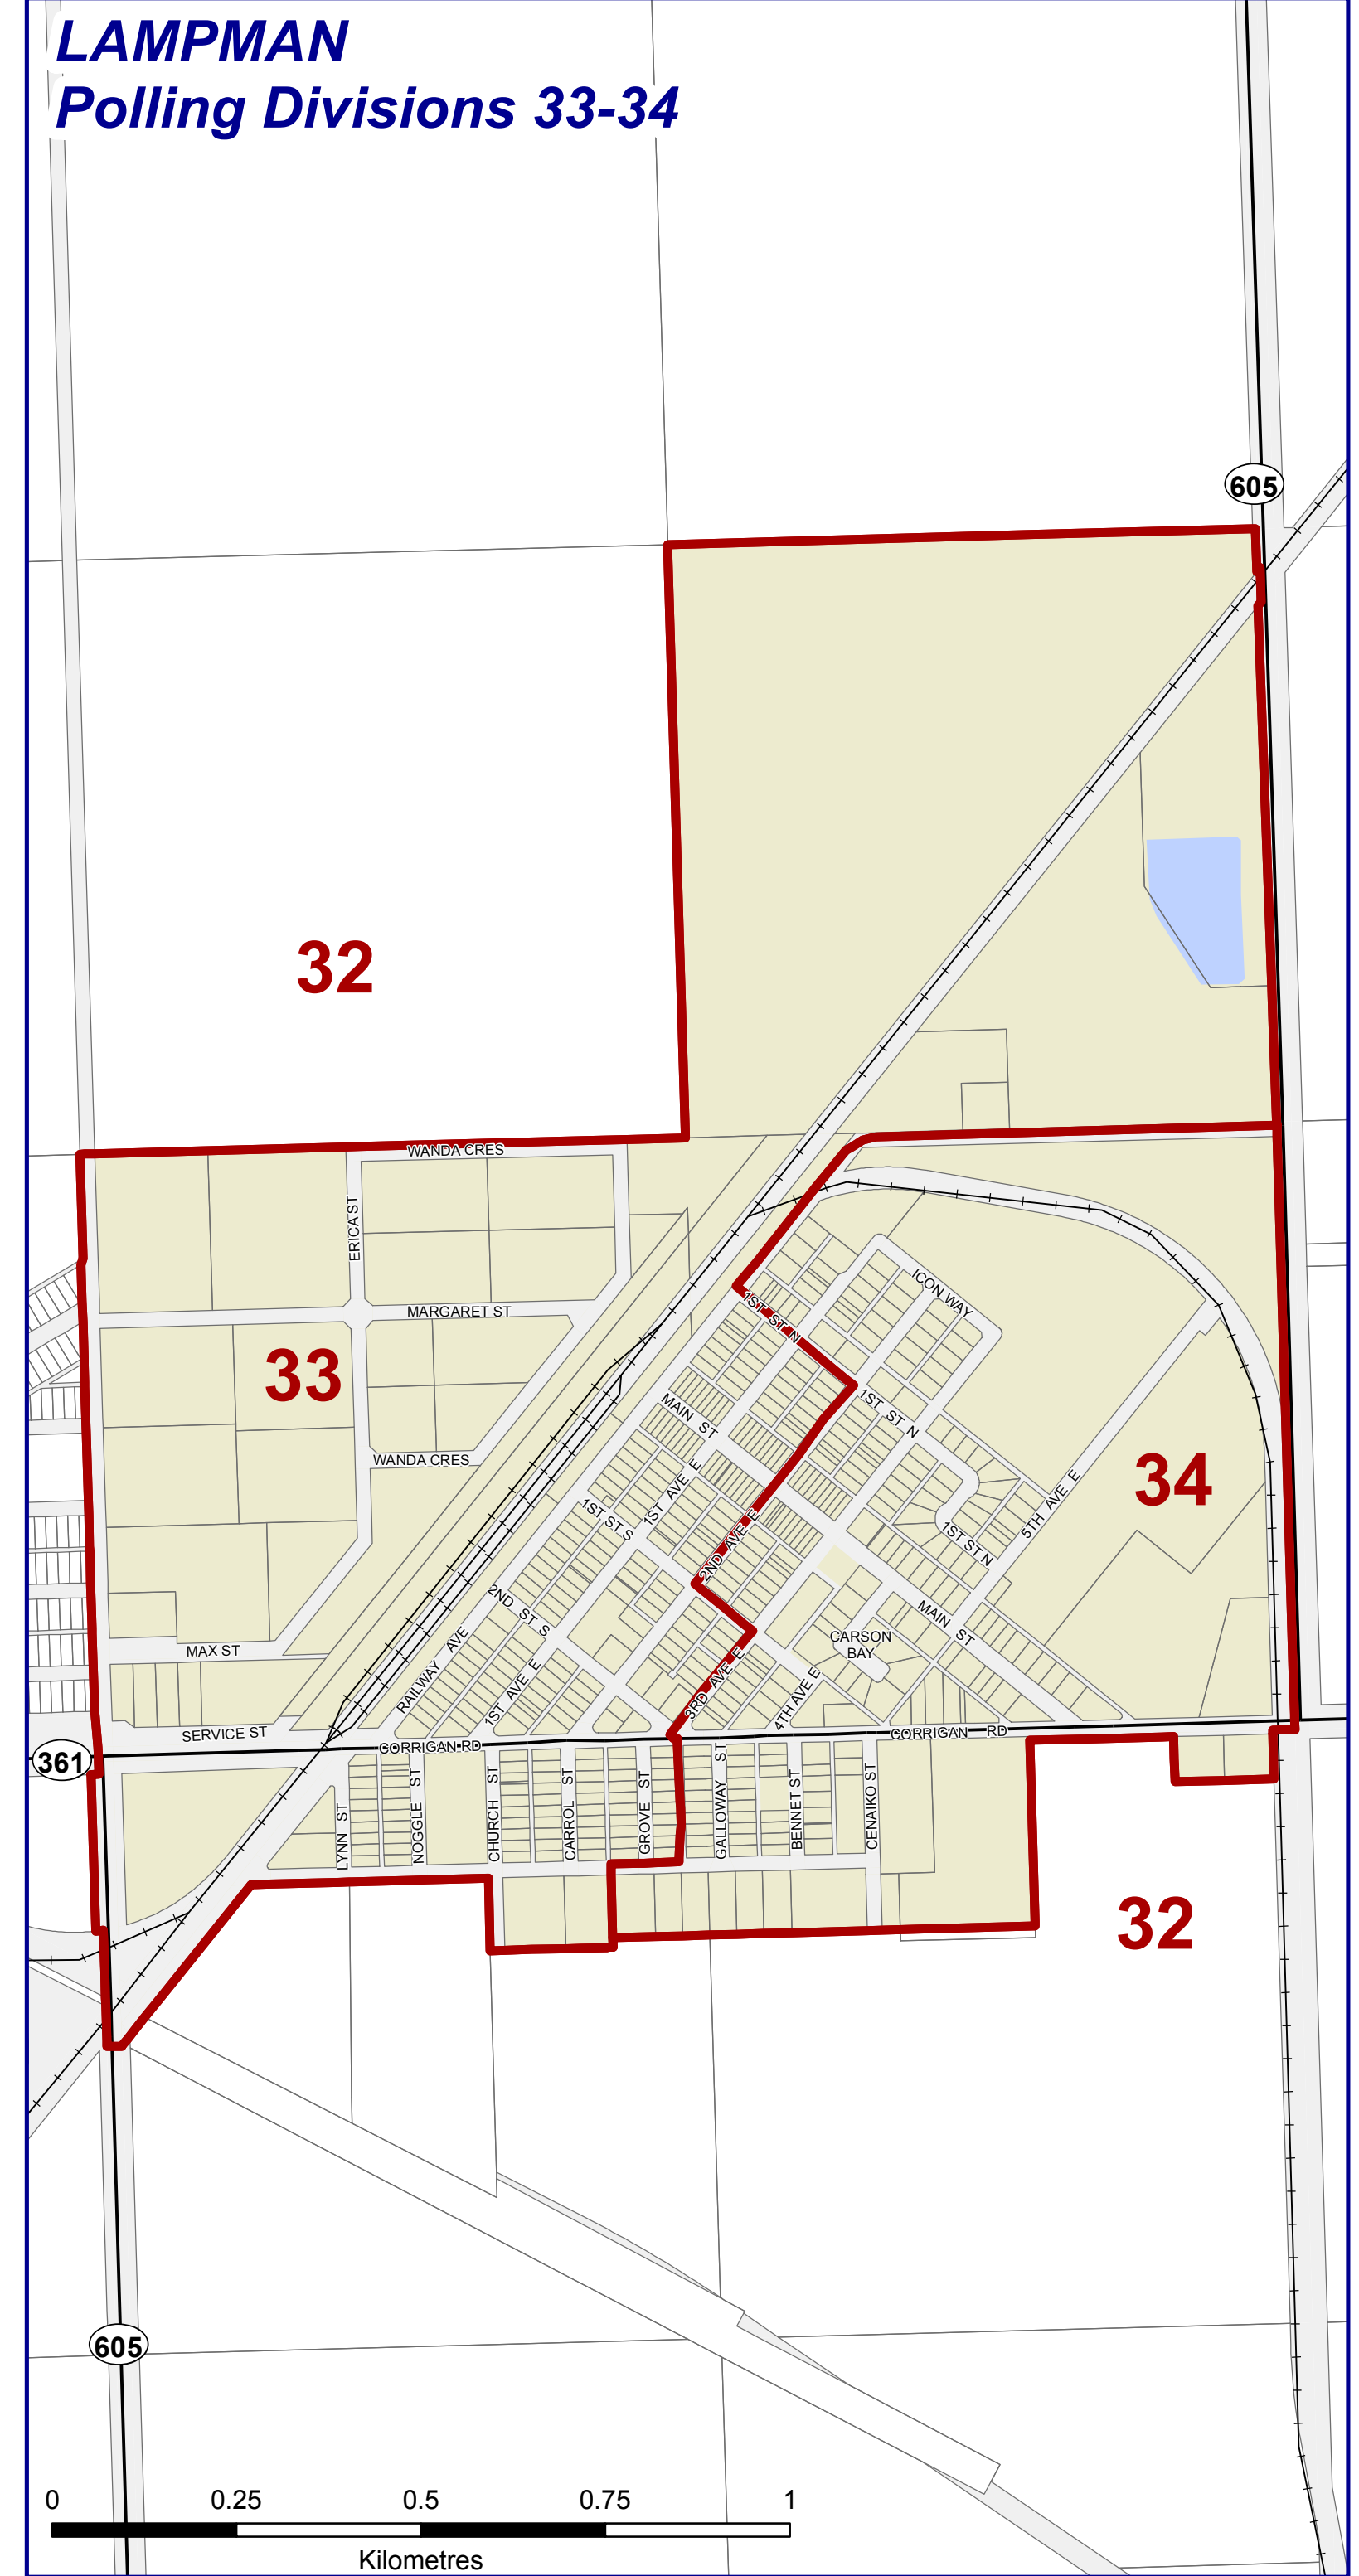 LAMPMAN
Polling Divisions 33-34
605
32
WANDA CRES
ERICA ST
ICON WAY
MARGARET ST
1ST ST N
33
1ST ST N
MAIN ST
WANDA CRES
34
1ST AVE E
5TH AVE E
1ST ST S
2ND AVE E
1ST ST N
2ND ST S
MAIN ST
CARSON
BAY
MAX ST
RAILWAY AVE
1ST AVE E
3RD AVE E
4TH AVE E
SERVICE ST
CORRIGAN RD
CORRIGAN RD
361
LYNN ST
NOGGLE ST
CHURCH ST
CARROL ST
GROVE ST
GALLOWAY ST
BENNET ST
CENAIKO ST
32
605
0 0.25 0.5 0.75 1
Kilometres